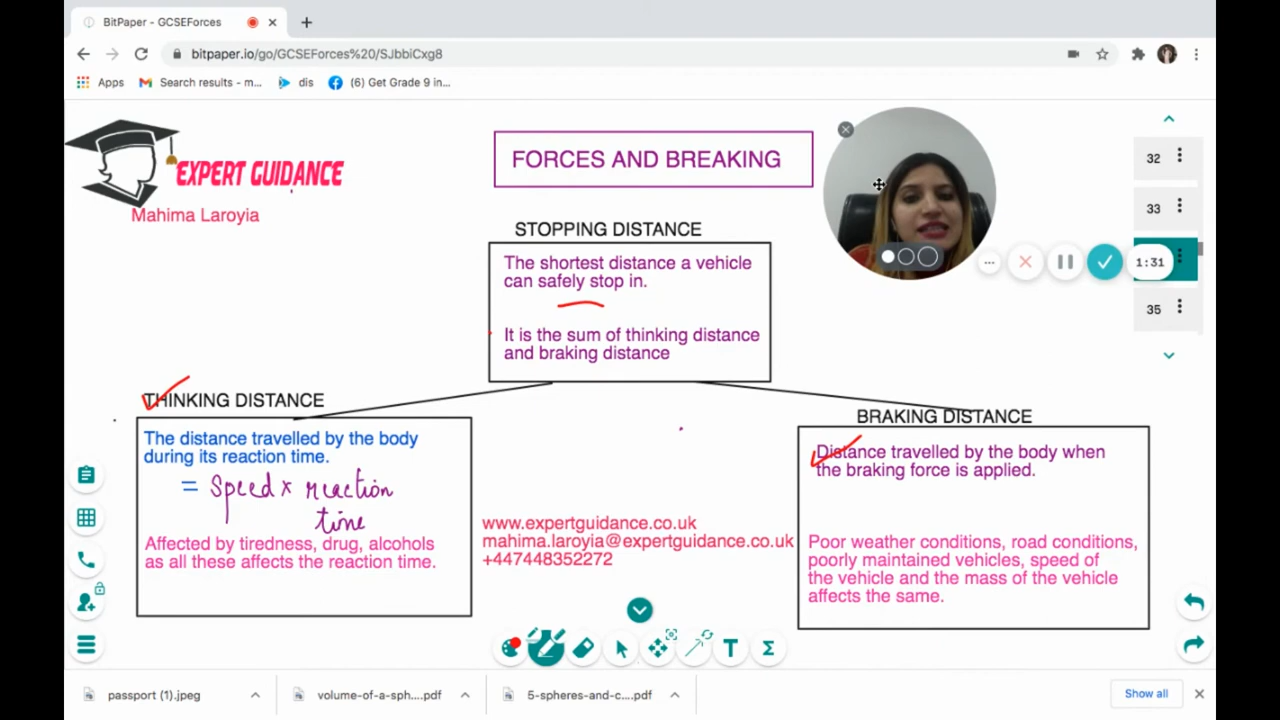 BitPaper - GCSEForces
bitpaper.io/go/GCSEForces%20/SJbbiCxg8
Apps
Search results - m...
dis
(6) Get Grade 9 in...
EXPERT GUIDANCE
Mahima Laroyia
FORCES AND BREAKING
32
33
35
1:31
STOPPING DISTANCE
The shortest distance a vehicle
can safely stop in.
It is the sum of thinking distance
and braking distance
THINKING DISTANCE
The distance travelled by the body
during its reaction time.
= Speed x reaction
time
Affected by tiredness, drug, alcohols
as all these affects the reaction time.
BRAKING DISTANCE
Distance travelled by the body when
the braking force is applied.
Poor weather conditions, road conditions,
poorly maintained vehicles, speed of
the vehicle and the mass of the vehicle
affects the same.
www.expertguidance.co.uk
mahima.laroyia@expertguidance.co.uk
+447448352272
T
Σ
passport (1).jpeg
volume-of-a-sph....pdf
5-spheres-and-c....pdf
Show all